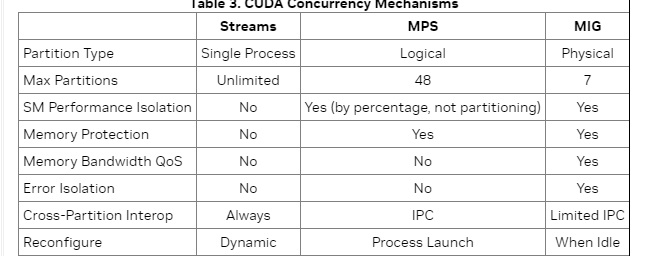 Table 3. CUDA Concurrency Mechanisms
Streams MPS MIG
Partition Type Single Process Logical Physical
Max Partitions Unlimited 48 7
SM Performance Isolation No Yes (by percentage, not partitioning) Yes
Memory Protection No Yes Yes
Memory Bandwidth QoS No No Yes
Error Isolation No No Yes
Cross-Partition Interop Always IPC Limited IPC
Reconfigure Dynamic Process Launch When Idle